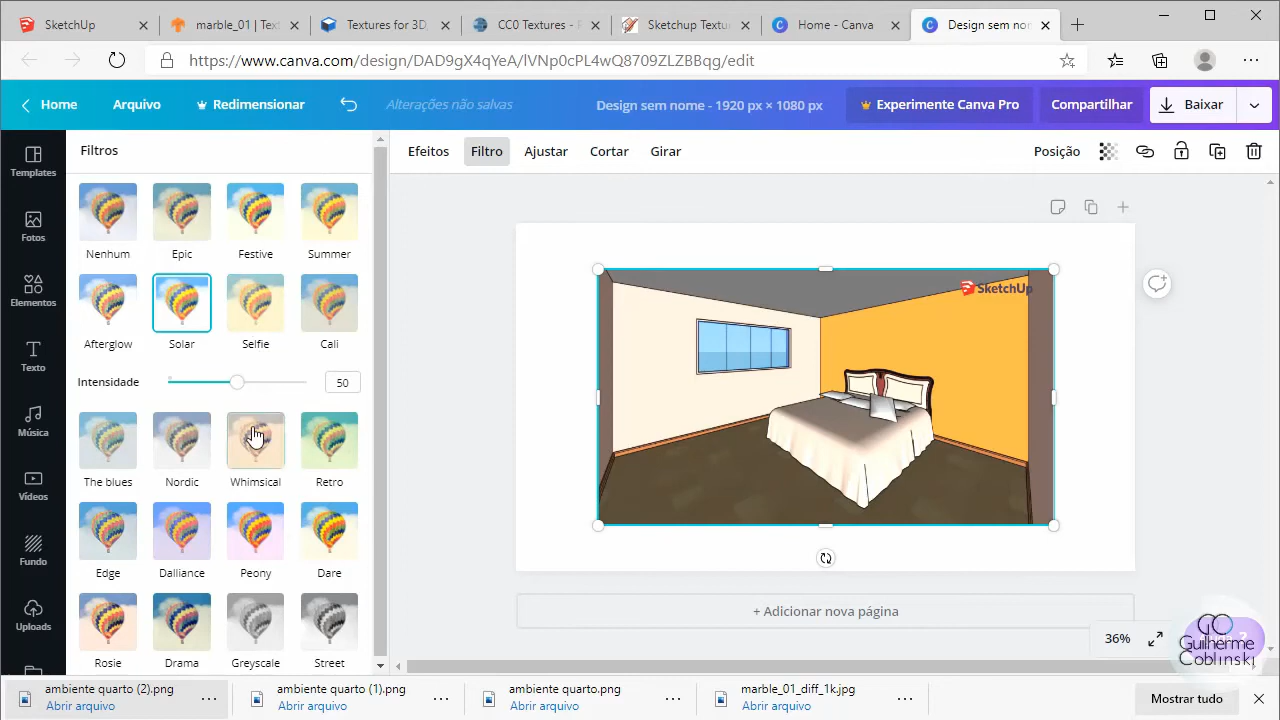 SketchUp
marble_01 | Text
Textures for 3D,
CC0 Textures - F
Sketchup Textu
Home - Canva
Design sem nom
https://www.canva.com/design/DAD9gX4qYeA/lVNp0cPL4wQ8709ZLZBBqg/edit
Home
Arquivo
Redimensionar
Alterações não salvas
Design sem nome - 1920 px × 1080 px
Experimente Canva Pro
Compartilhar
Baixar
Templates
Fotos
Elementos
Texto
Música
Vídeos
Fundo
Uploads
Filtros
Efeitos
Filtro
Ajustar
Cortar
Girar
Posição
Nenhum
Epic
Festive
Summer
Afterglow
Solar
Selfie
Cali
Intensidade
50
The blues
Nordic
Whimsical
Retro
Edge
Dalliance
Peony
Dare
Rosie
Drama
Greyscale
Street
SketchUp
+ Adicionar nova página
36%
GO
Guilherme
Coblinski
ambiente quarto (2).png
Abrir arquivo
ambiente quarto (1).png
Abrir arquivo
ambiente quarto.png
Abrir arquivo
marble_01_diff_1k.jpg
Abrir arquivo
Mostrar tudo